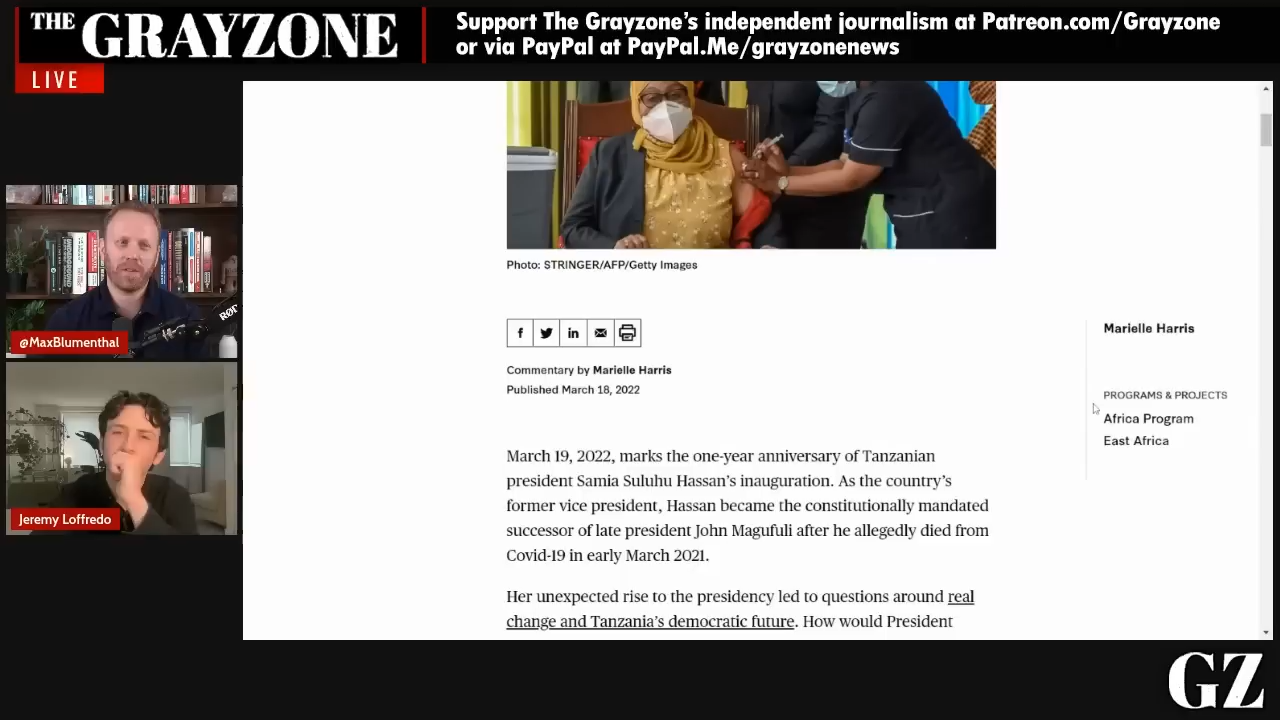 THE GRAYZONE
LIVE
Support The Grayzone's independent journalism at Patreon.com/Grayzone
or via PayPal at PayPal.Me/grayzonenews
@MaxBlumenthal
Jeremy Loffredo
RØD
Photo: STRINGER/AFP/Getty Images
Commentary by Marielle Harris
Published March 18, 2022
March 19, 2022, marks the one-year anniversary of Tanzanian
president Samia Suluhu Hassan's inauguration. As the country's
former vice president, Hassan became the constitutionally mandated
successor of late president John Magufuli after he allegedly died from
Covid-19 in early March 2021.
Her unexpected rise to the presidency led to questions around real
change and Tanzania's democratic future. How would President
Marielle Harris
PROGRAMS & PROJECTS
Africa Program
East Africa
GZ